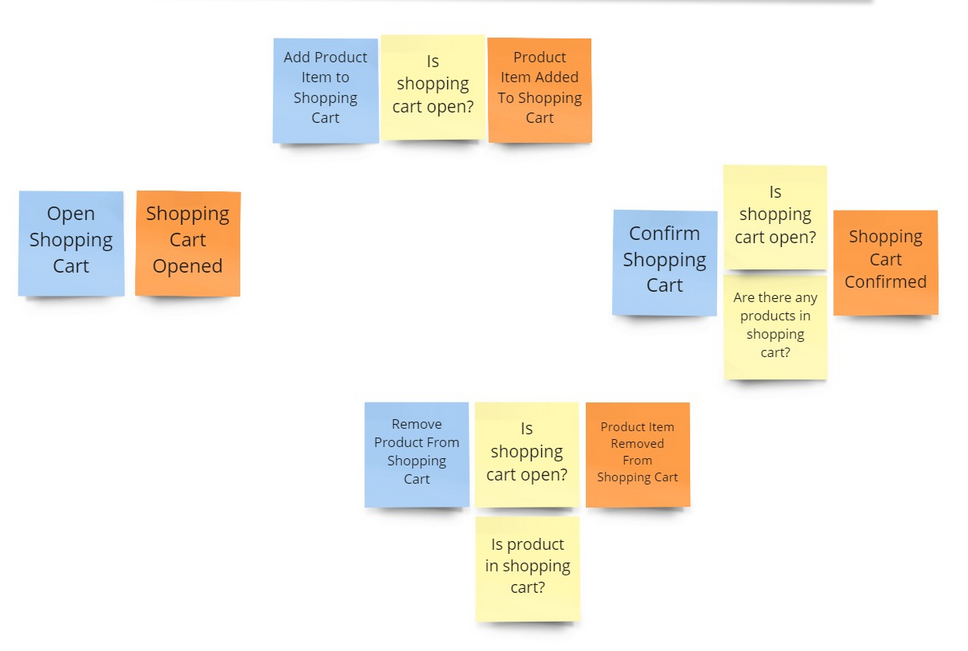 Add Product
Item to
Shopping
Cart
Is
shopping
cart open?
Product
Item Added
To Shopping
Cart
Open
Shopping
Cart
Shopping
Cart
Opened
Confirm
Shopping
Cart
Is
shopping
cart open?
Are there any
products in
shopping
cart?
Shopping
Cart
Confirmed
Remove
Product From
Shopping
Cart
Is
shopping
cart open?
Is product
in shopping
cart?
Product Item
Removed
From
Shopping Cart